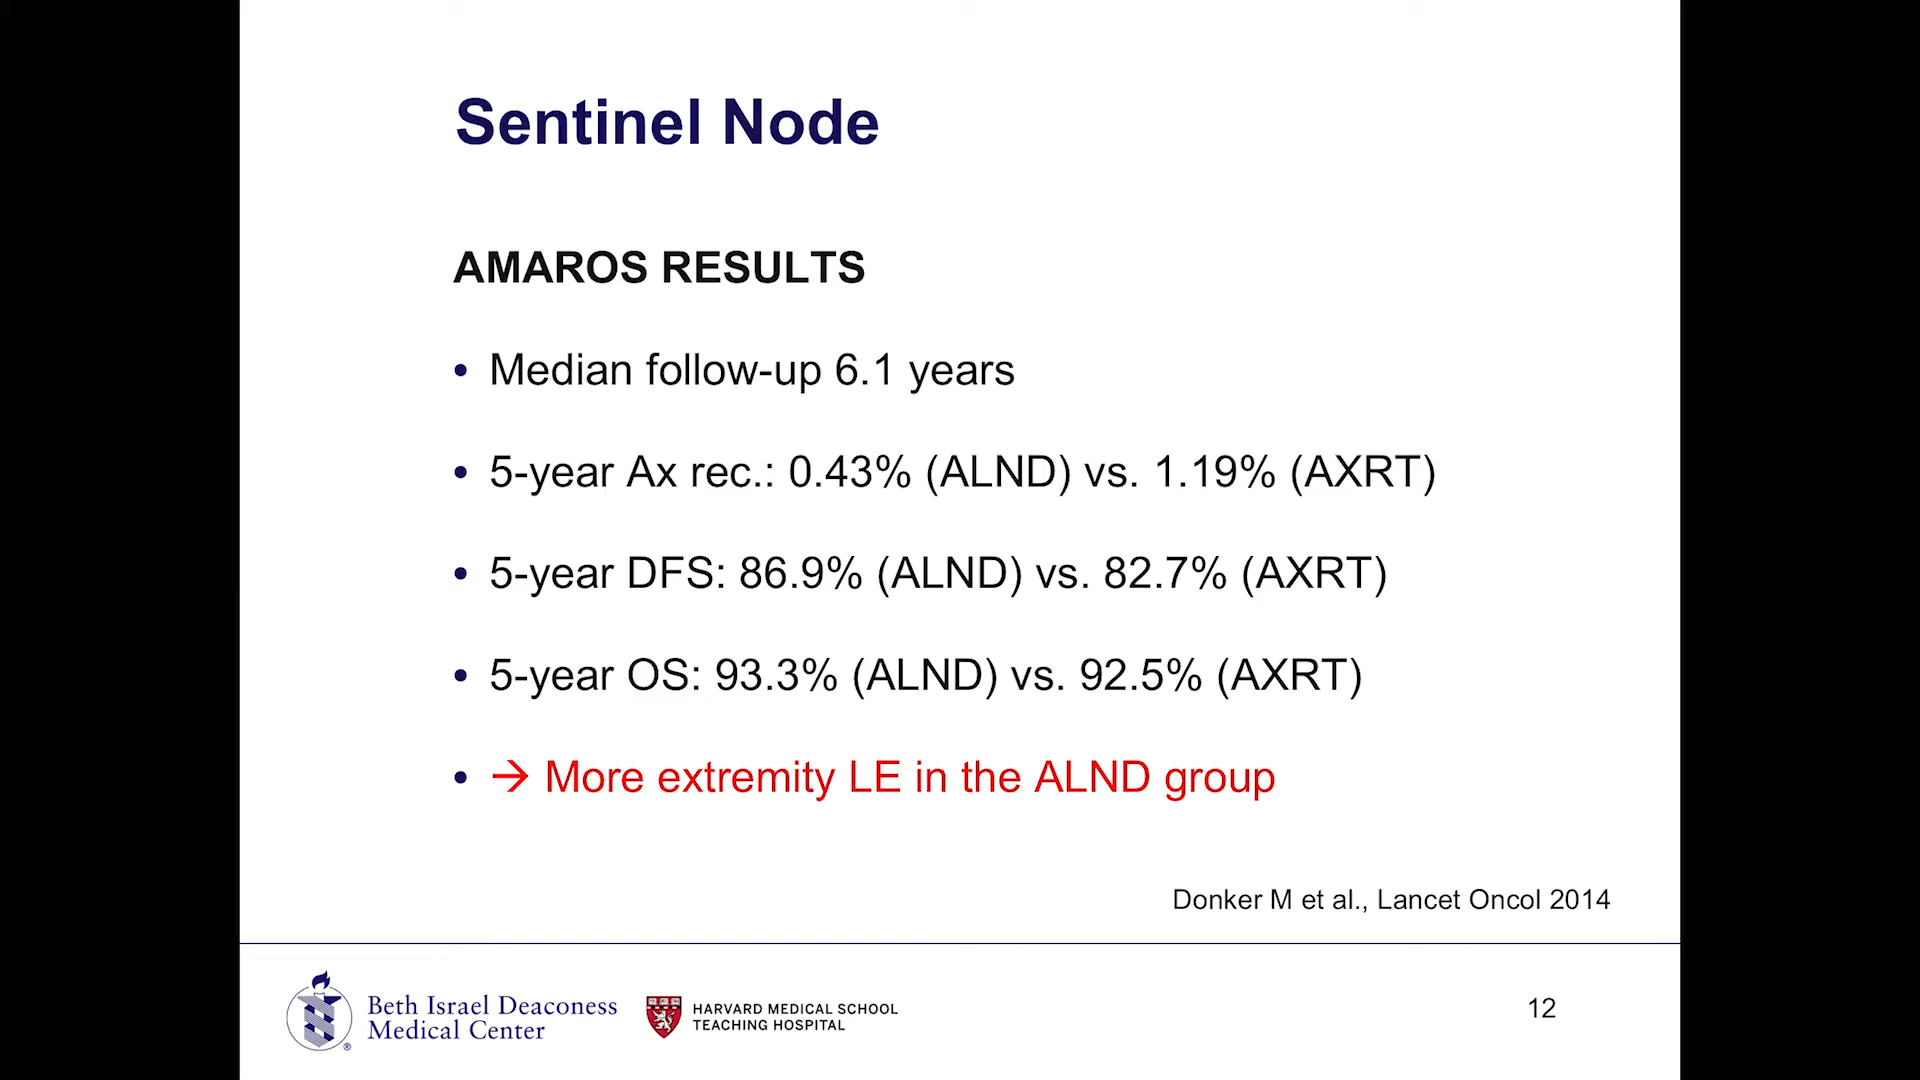 Sentinel Node
AMAROS RESULTS
• Median follow-up 6.1 years
• 5-year Ax rec.: 0.43% (ALND) vs. 1.19% (AXRT)
• 5-year DFS: 86.9% (ALND) vs. 82.7% (AXRT)
• 5-year OS: 93.3% (ALND) vs. 92.5% (AXRT)
• → More extremity LE in the ALND group
Donker M et al., Lancet Oncol 2014
Beth Israel Deaconess
Medical Center
®
HARVARD MEDICAL SCHOOL
TEACHING HOSPITAL
12